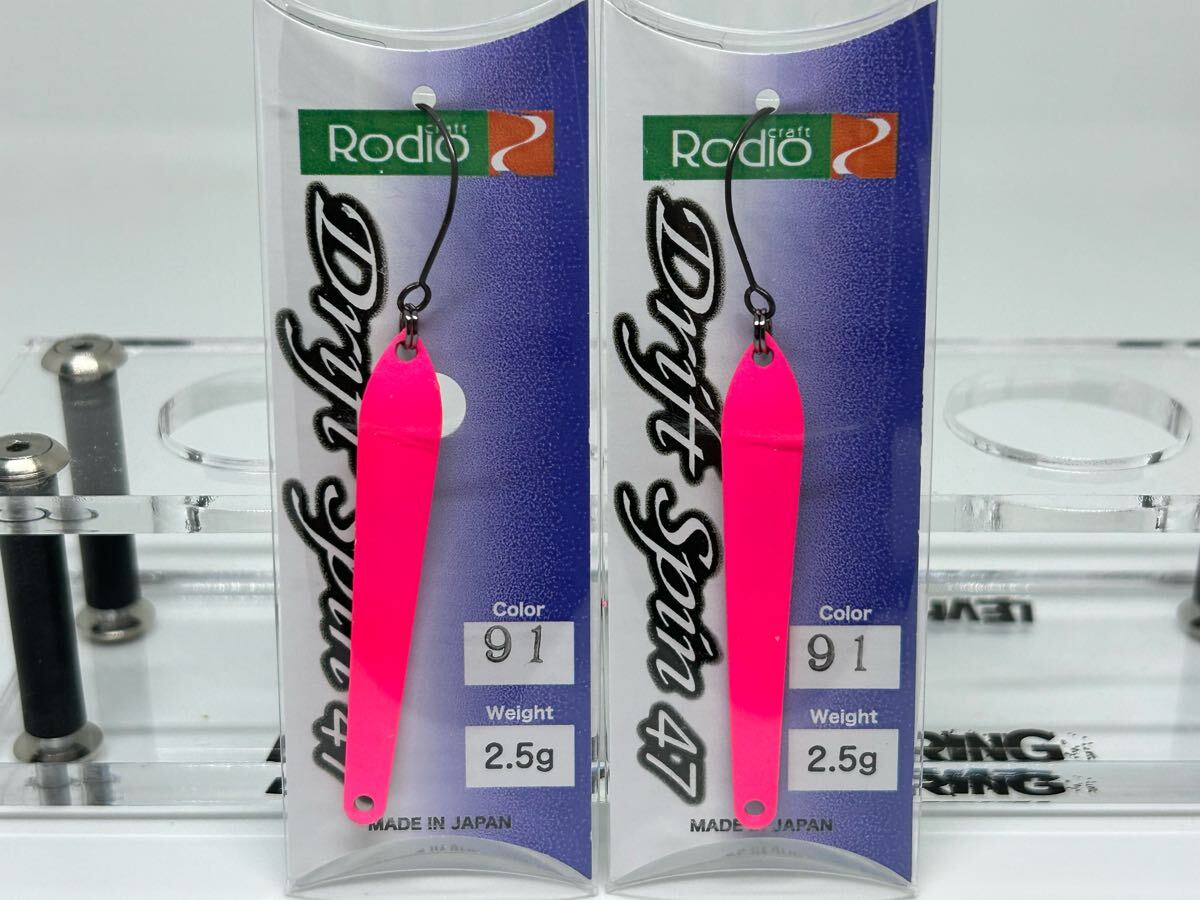 Rodio craft
Drift Spin 47
Color
91
Weight
2.5g
MADE IN JAPAN
Rodio craft
Drift Spin 47
Color
91
Weight
2.5g
MADE IN JAPAN
RING
RING